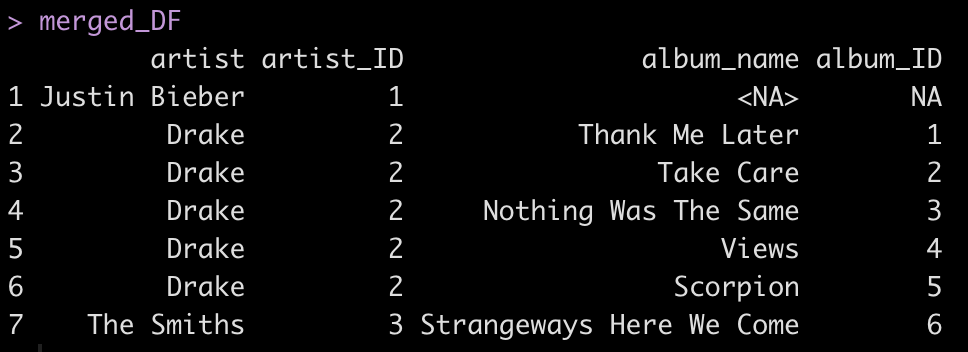 > merged_DF
artist artist_ID album_name album_ID
1 Justin Bieber 1 <NA> NA
2 Drake 2 Thank Me Later 1
3 Drake 2 Take Care 2
4 Drake 2 Nothing Was The Same 3
5 Drake 2 Views 4
6 Drake 2 Scorpion 5
7 The Smiths 3 Strangeways Here We Come 6